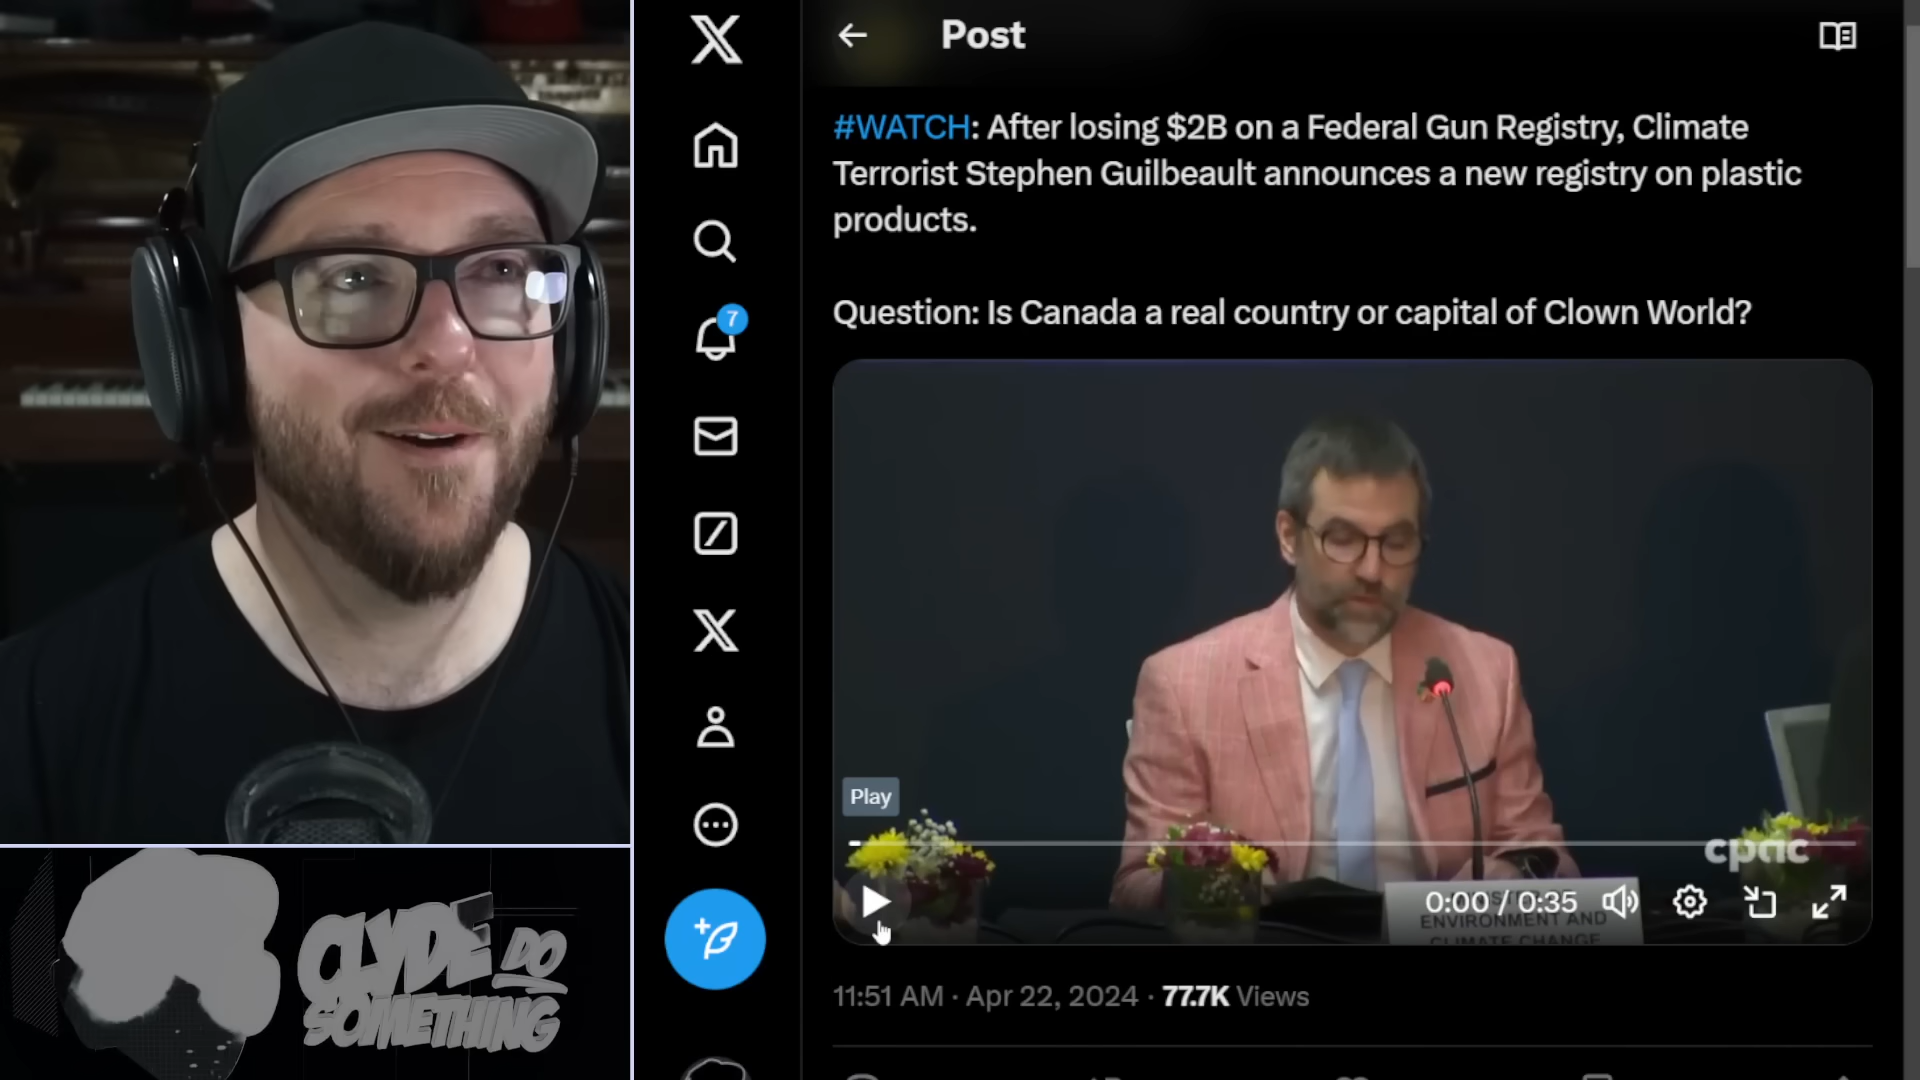 Post
#WATCH: After losing $2B on a Federal Gun Registry, Climate
Terrorist Stephen Guilbeault announces a new registry on plastic
products.
Question: Is Canada a real country or capital of Clown World?
7
Play
cpac
0:00 / 0:35
ENVIRONMENT AND
CLIMATE CHANGE
11:51 AM · Apr 22, 2024 · 77.7K Views
CLYDE DO
SOMETHING